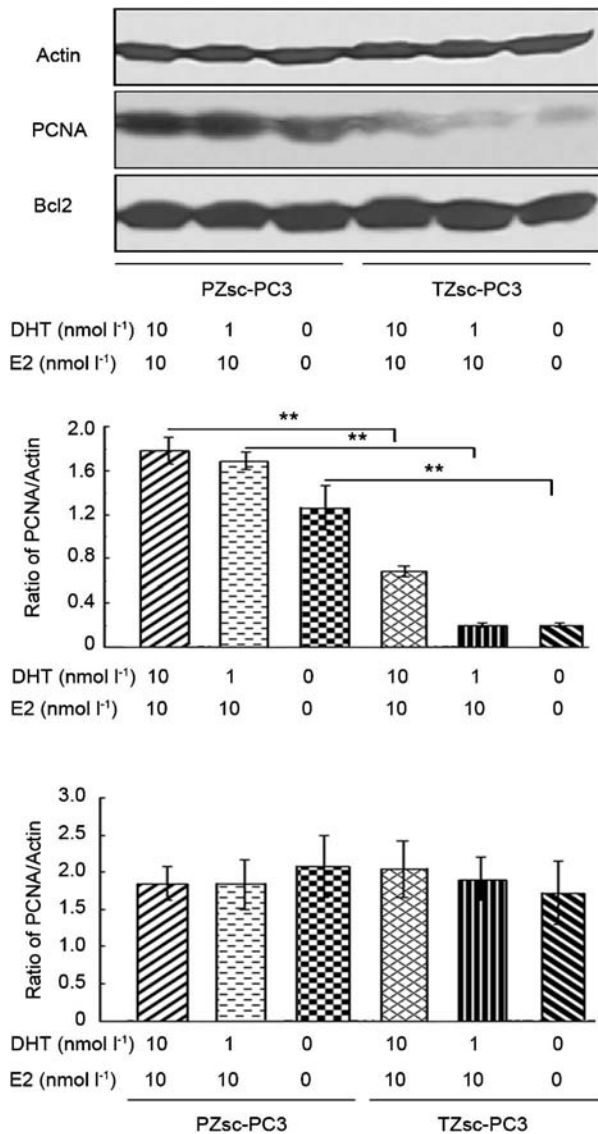 Actin
PCNA
Bcl2
PZsc-PC3 TZsc-PC3
DHT (nmol l⁻¹) 10 1 0 10 1 0
E2 (nmol l⁻¹) 10 10 0 10 10 0
Ratio of PCNA/Actin
2.0
1.6
1.2
0.8
0.4
0
**
**
**
DHT (nmol l⁻¹) 10 1 0 10 1 0
E2 (nmol l⁻¹) 10 10 0 10 10 0
Ratio of PCNA/Actin
3.0
2.5
2.0
1.5
1.0
0.5
0
DHT (nmol l⁻¹) 10 1 0 10 1 0
E2 (nmol l⁻¹) 10 10 0 10 10 0
PZsc-PC3 TZsc-PC3